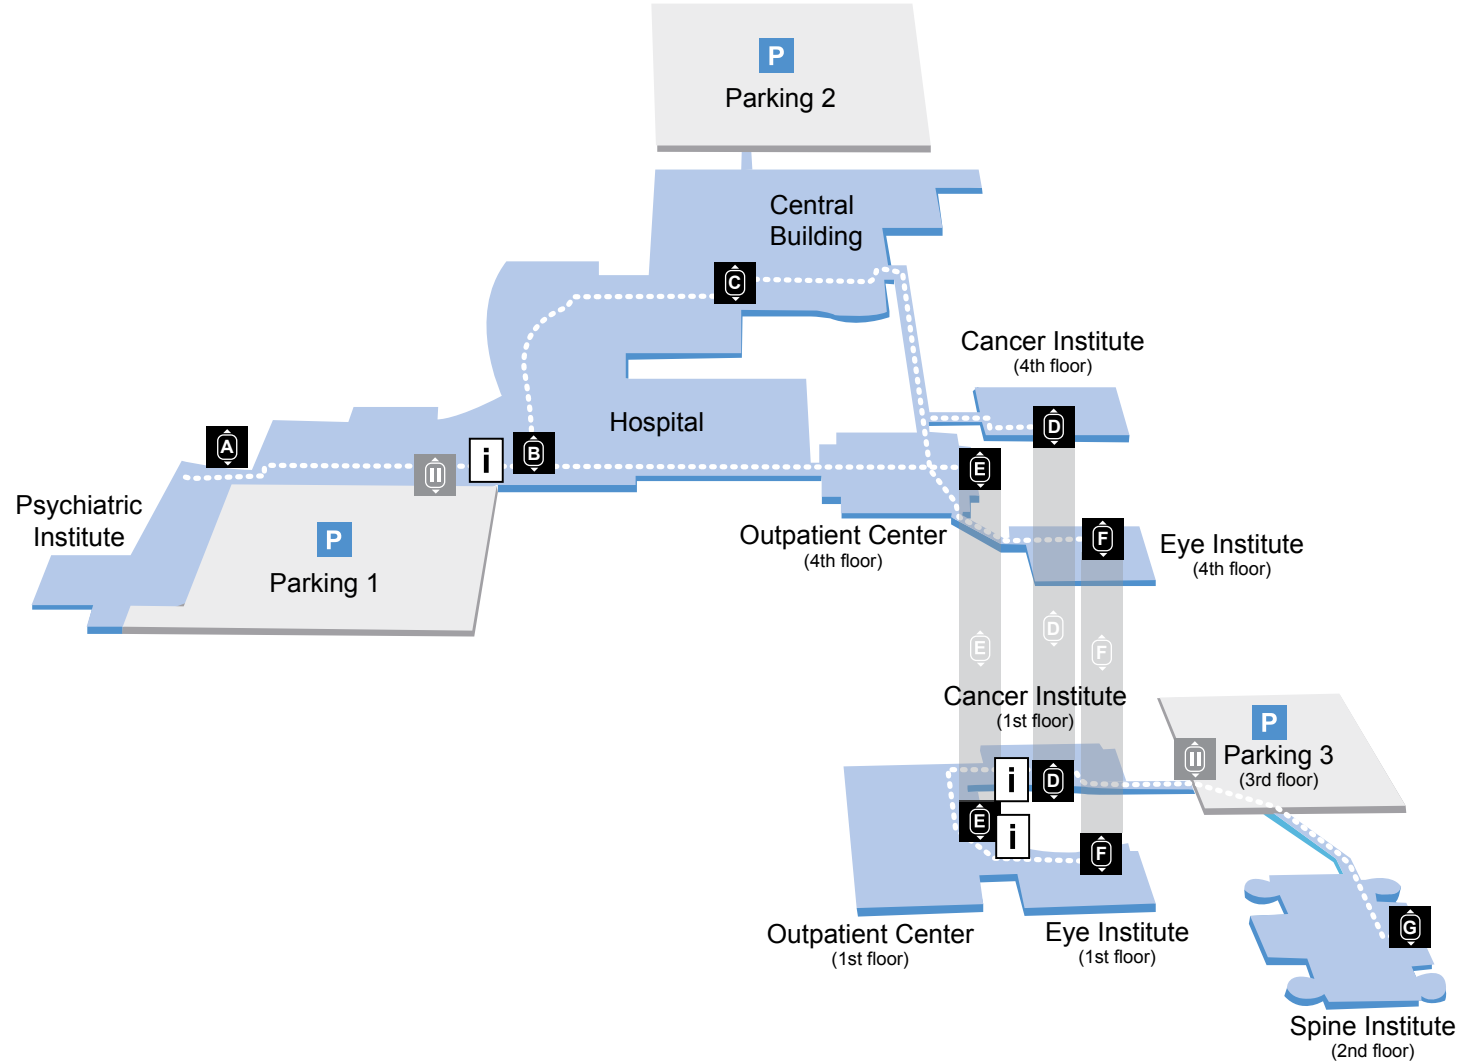 P
Parking 2
Central
Building
C
Cancer Institute
(4th floor)
D
Hospital
A
i
B
E
Psychiatric
Institute
P
Parking 1
Outpatient Center
(4th floor)
F
Eye Institute
(4th floor)
E
D
F
Cancer Institute
(1st floor)
P
Parking 3
(3rd floor)
i
D
E
i
F
G
Outpatient Center
(1st floor)
Eye Institute
(1st floor)
Spine Institute
(2nd floor)